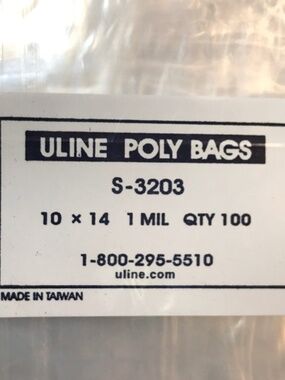 ULINE POLY BAGS
S-3203
10 × 14 1 MIL QTY 100
1-800-295-5510
uline.com
MADE IN TAIWAN